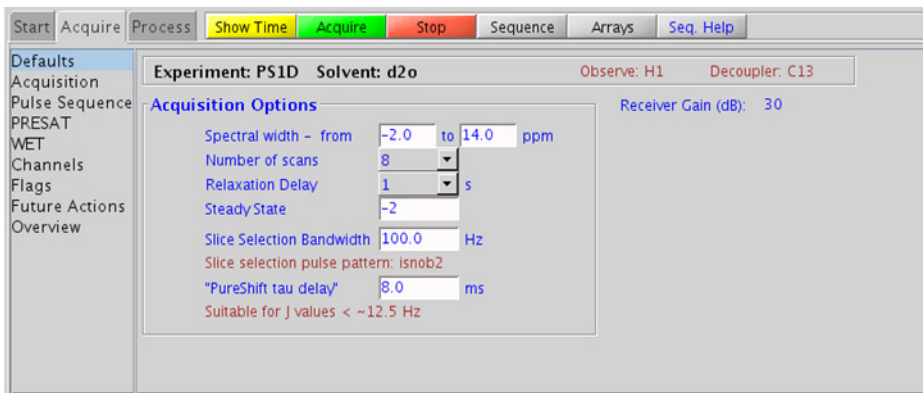 Start Acquire Process Show Time Acquire Stop Sequence Arrays Seq. Help
Defaults
Acquisition
Pulse Sequence
PRESAT
WET
Channels
Flags
Future Actions
Overview
Experiment: PS1D Solvent: d2o Observe: H1 Decoupler: C13
Acquisition Options
Receiver Gain (dB): 30
Spectral width - from -2.0 to 14.0 ppm
Number of scans 8
Relaxation Delay 1 s
Steady State -2
Slice Selection Bandwidth 100.0 Hz
Slice selection pulse pattern: isnob2
"PureShift tau delay" 8.0 ms
Suitable for J values < ~12.5 Hz